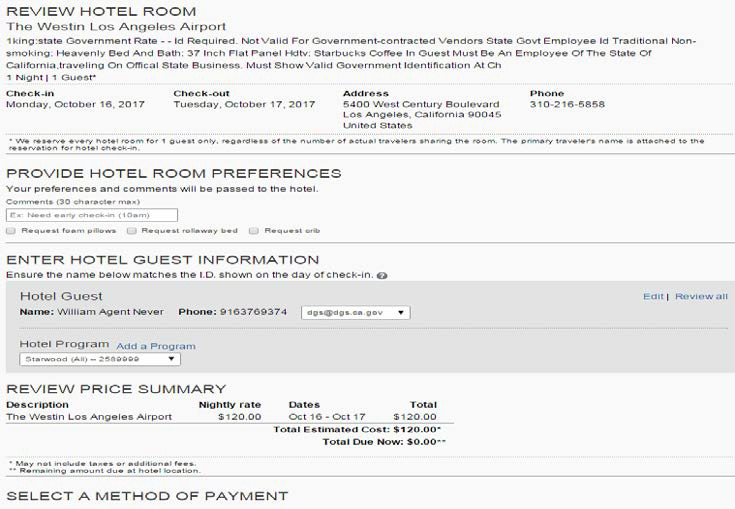 REVIEW HOTEL ROOM
The Westin Los Angeles Airport
1king:state Government Rate - - Id Required. Not Valid For Government-contracted Vendors State Govt Employee Id Traditional Non-
smoking: Heavenly Bed And Bath: 37 Inch Flat Panel Hdtv: Starbucks Coffee In Guest Must Be An Employee Of The State Of
California,traveling On Offical State Business. Must Show Valid Government Identification At Ch
1 Night | 1 Guest*
Check-in Check-out Address Phone
Monday, October 16, 2017 Tuesday, October 17, 2017 5400 West Century Boulevard 310-216-5858
Los Angeles, California 90045
United States
* We reserve every hotel room for 1 guest only, regardless of the number of actual travelers sharing the room. The primary traveler's name is attached to the
reservation for hotel check-in.
PROVIDE HOTEL ROOM PREFERENCES
Your preferences and comments will be passed to the hotel.
Comments (30 character max)
Ex: Need early check-in (10am)
Request foam pillows Request rollaway bed Request crib
ENTER HOTEL GUEST INFORMATION
Ensure the name below matches the I.D. shown on the day of check-in. ?
Hotel Guest Edit | Review all
Name: William Agent Never Phone: 9163769374 dgs@dgs.ca.gov
Hotel Program Add a Program
Starwood (All) -- 2589999
REVIEW PRICE SUMMARY
Description Nightly rate Dates Total
The Westin Los Angeles Airport $120.00 Oct 16 - Oct 17 $120.00
Total Estimated Cost: $120.00*
Total Due Now: $0.00**
* May not include taxes or additional fees.
** Remaining amount due at hotel location.
SELECT A METHOD OF PAYMENT